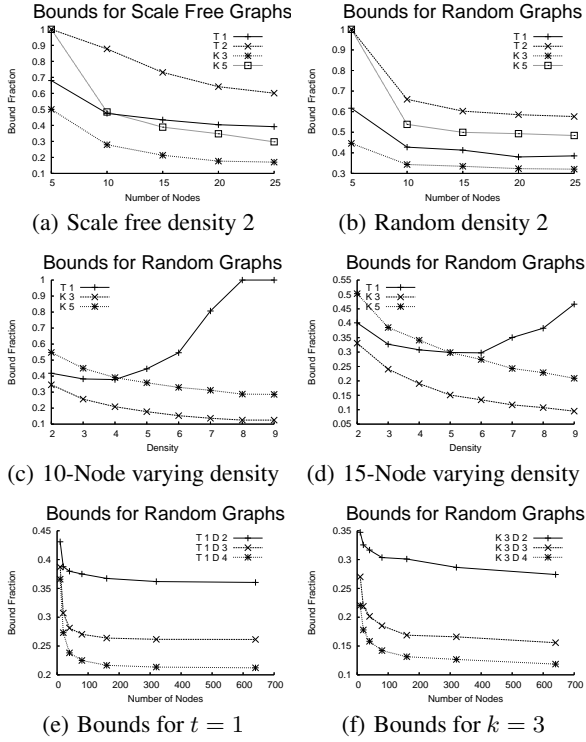 Bounds for Scale Free Graphs
T 1
T 2
K 3
K 5
1
0.9
0.8
0.7
0.6
0.5
0.4
0.3
0.2
0.1
Bound Fraction
5 10 15 20 25
Number of Nodes
(a) Scale free density 2
Bounds for Random Graphs
T 1
T 2
K 3
K 5
1
0.9
0.8
0.7
0.6
0.5
0.4
0.3
Bound Fraction
5 10 15 20 25
Number of Nodes
(b) Random density 2
Bounds for Random Graphs
T 1
K 3
K 5
1
0.9
0.8
0.7
0.6
0.5
0.4
0.3
0.2
0.1
Bound Fraction
2 3 4 5 6 7 8 9
Density
(c) 10-Node varying density
Bounds for Random Graphs
T 1
K 3
K 5
0.55
0.5
0.45
0.4
0.35
0.3
0.25
0.2
0.15
0.1
0.05
Bound Fraction
2 3 4 5 6 7 8 9
Density
(d) 15-Node varying density
Bounds for Random Graphs
T 1 D 2
T 1 D 3
T 1 D 4
0.45
0.4
0.35
0.3
0.25
0.2
Bound Fraction
0 100 200 300 400 500 600 700
Number of Nodes
(e) Bounds for t = 1
Bounds for Random Graphs
K 3 D 2
K 3 D 3
K 3 D 4
0.35
0.3
0.25
0.2
0.15
0.1
Bound Fraction
0 100 200 300 400 500 600 700
Number of Nodes
(f) Bounds for k = 3